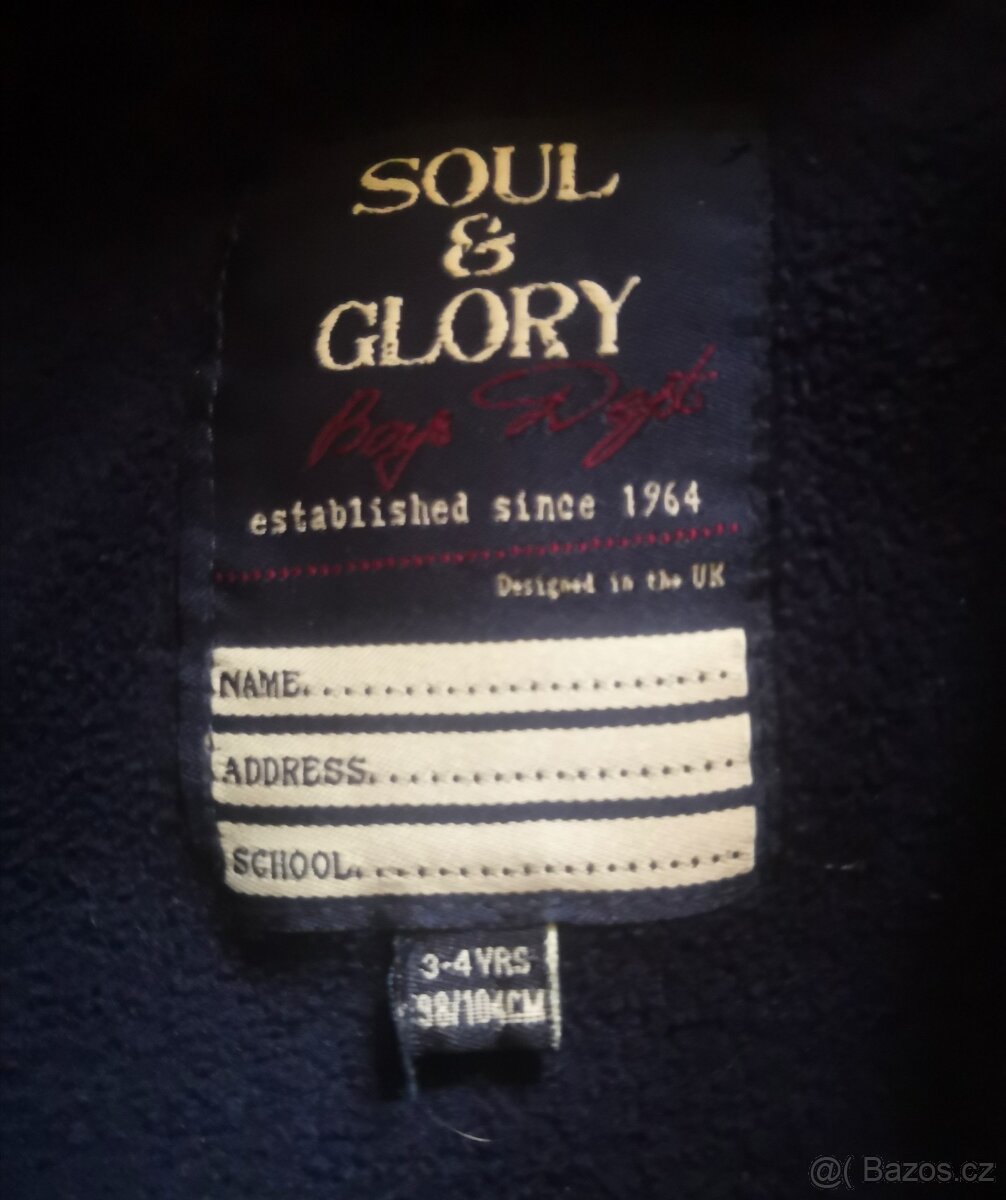 SOUL
&
GLORY
Boys Dept.
established since 1964
Designed in the UK
NAME......................
ADDRESS...................
SCHOOL....................
3-4 YRS
98/104CM
@( Bazos.cz